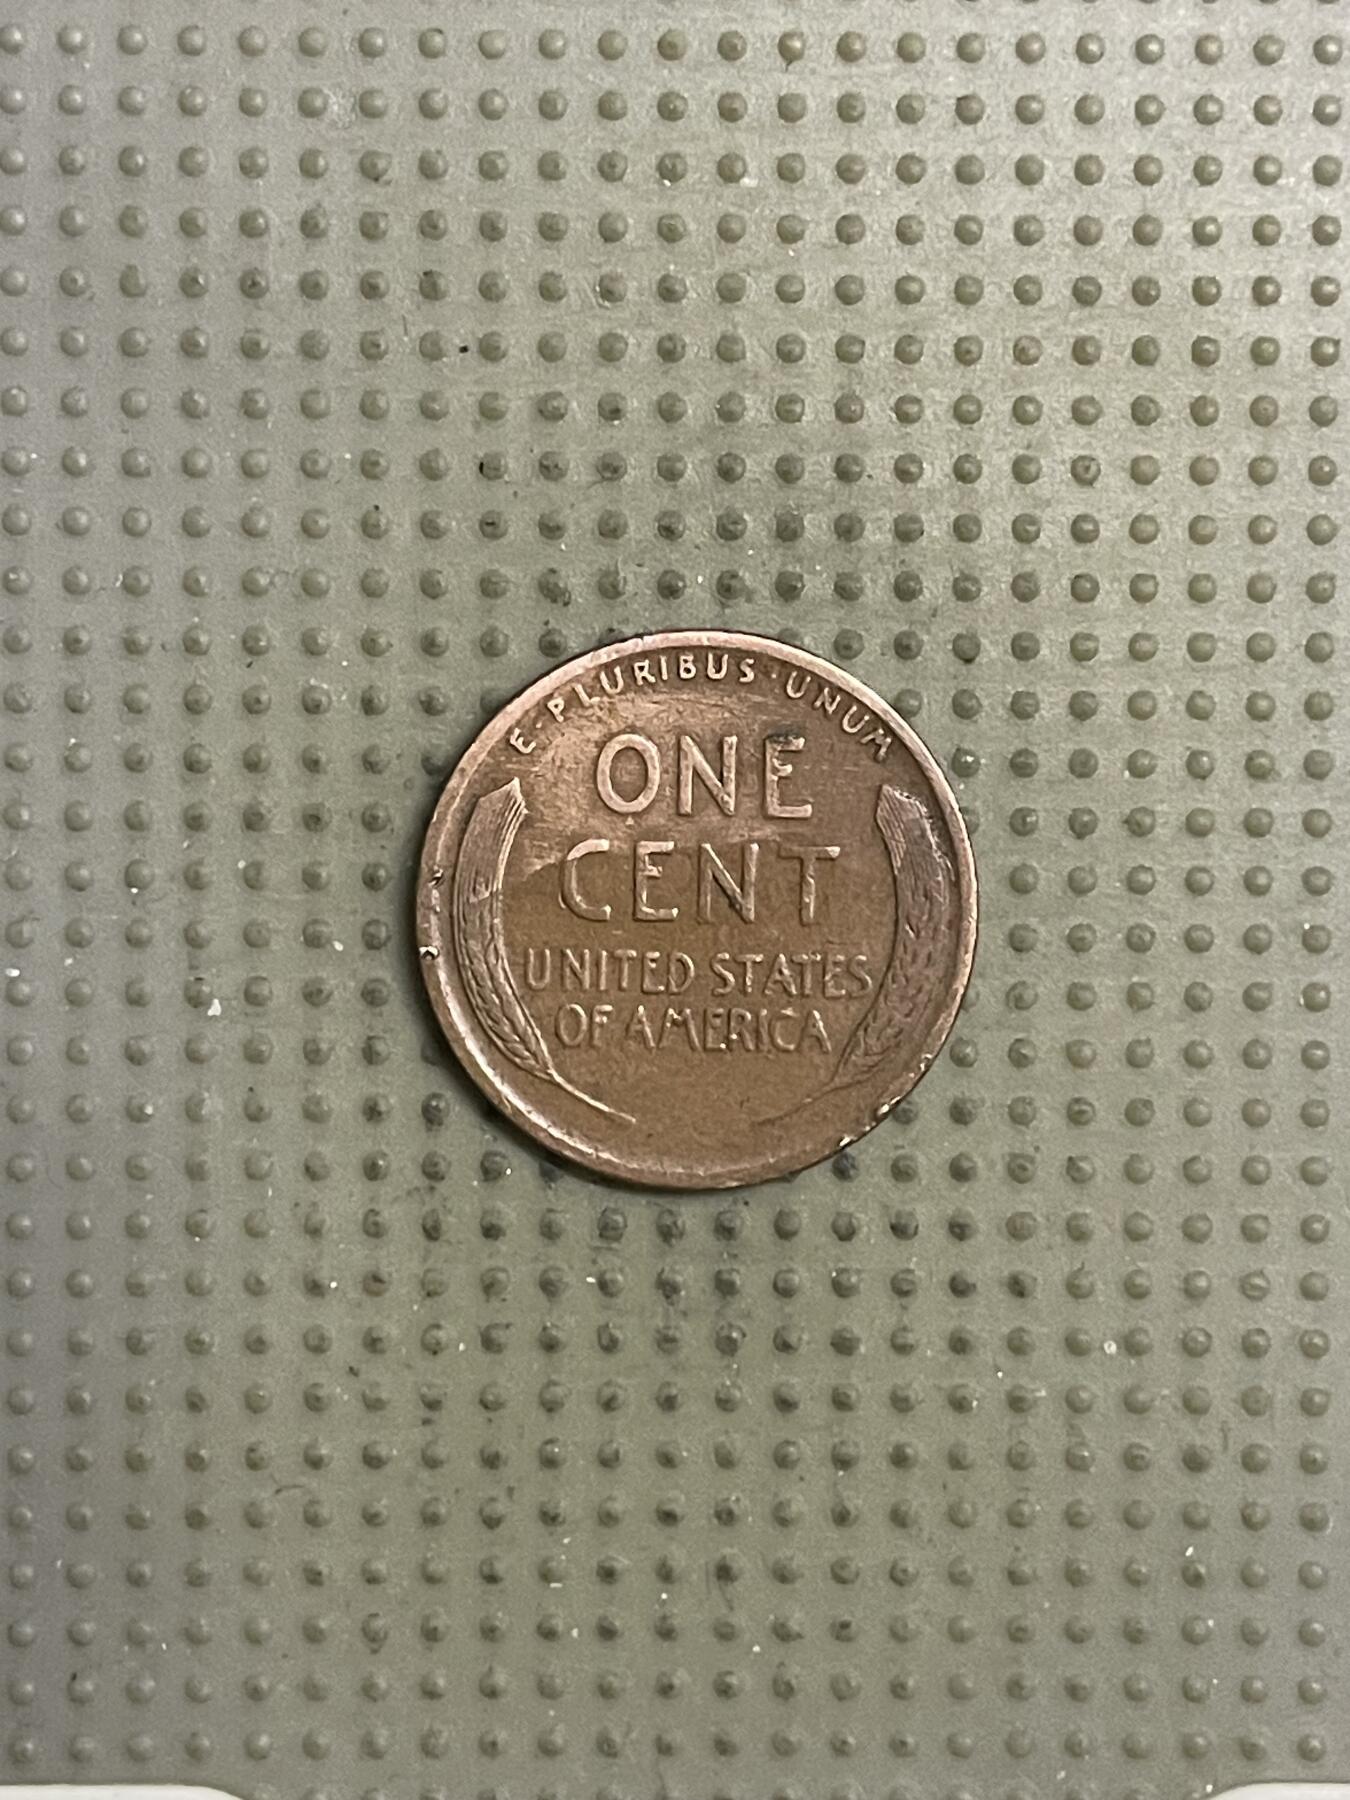 E·PLURIBUS·UNUM
ONE
CENT
UNITED STATES
OF AMERICA